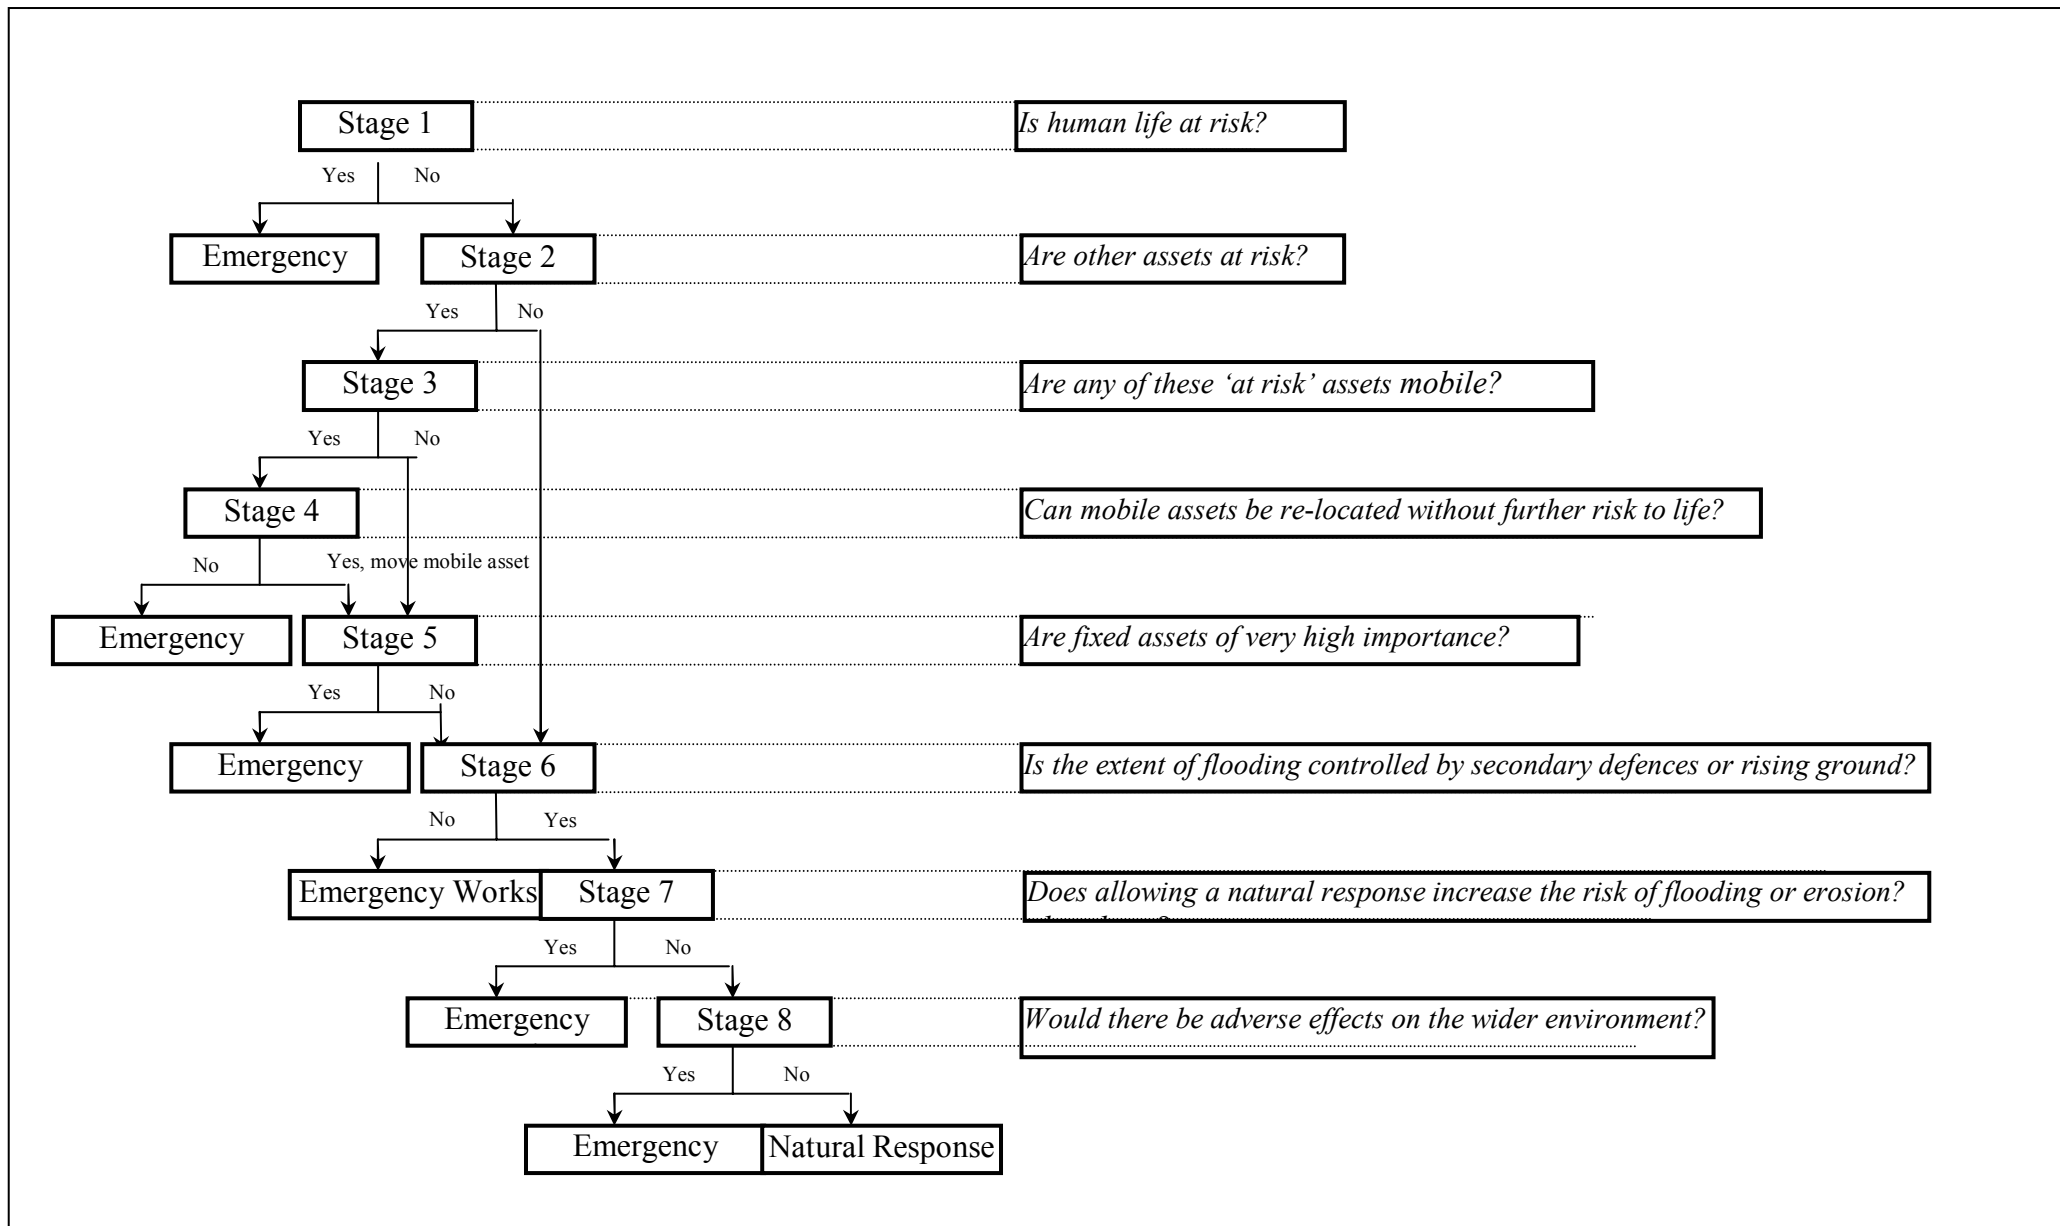 Stage 1
Is human life at risk?
Yes
No
Emergency
Stage 2
Are other assets at risk?
Yes
No
Stage 3
Are any of these ‘at risk’ assets mobile?
Yes
No
Stage 4
Can mobile assets be re-located without further risk to life?
No
Yes, move mobile asset
Emergency
Stage 5
Are fixed assets of very high importance?
Yes
No
Emergency
Stage 6
Is the extent of flooding controlled by secondary defences or rising ground?
No
Yes
Emergency Works
Stage 7
Does allowing a natural response increase the risk of flooding or erosion?
Yes
No
Emergency
Stage 8
Would there be adverse effects on the wider environment?
Yes
No
Emergency
Natural Response